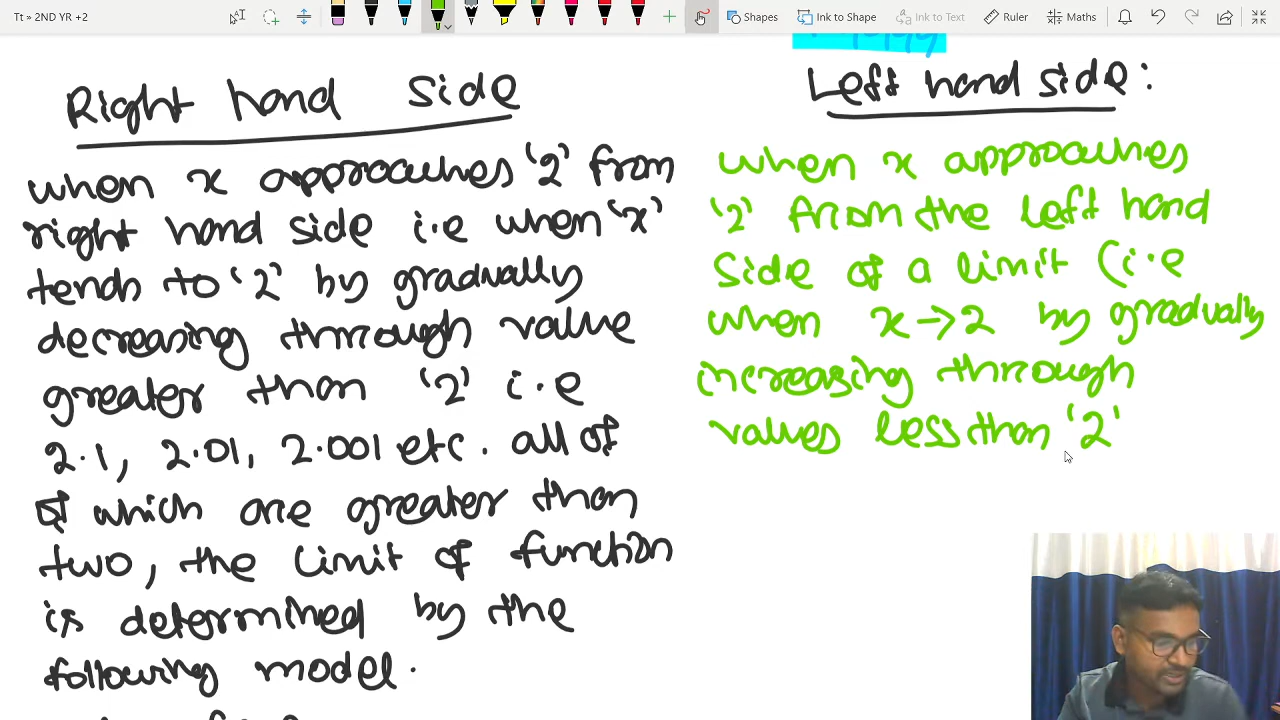 Tt » 2ND YR +2
Shapes
Ink to Shape
Ink to Text
Ruler
Maths
Right hand side
when x approaches '2' from
right hand side i.e when 'x'
tends to '2' by gradually
decreasing through value
greater than '2' i.e
2.1, 2.01, 2.001 etc. all of
which are greater than
two, the limit of function
is determined by the
following model.
Left hand side:
when x approaches
'2' from the left hand
side of a limit (i.e
when x→2 by gradually
increasing through
values less than '2'